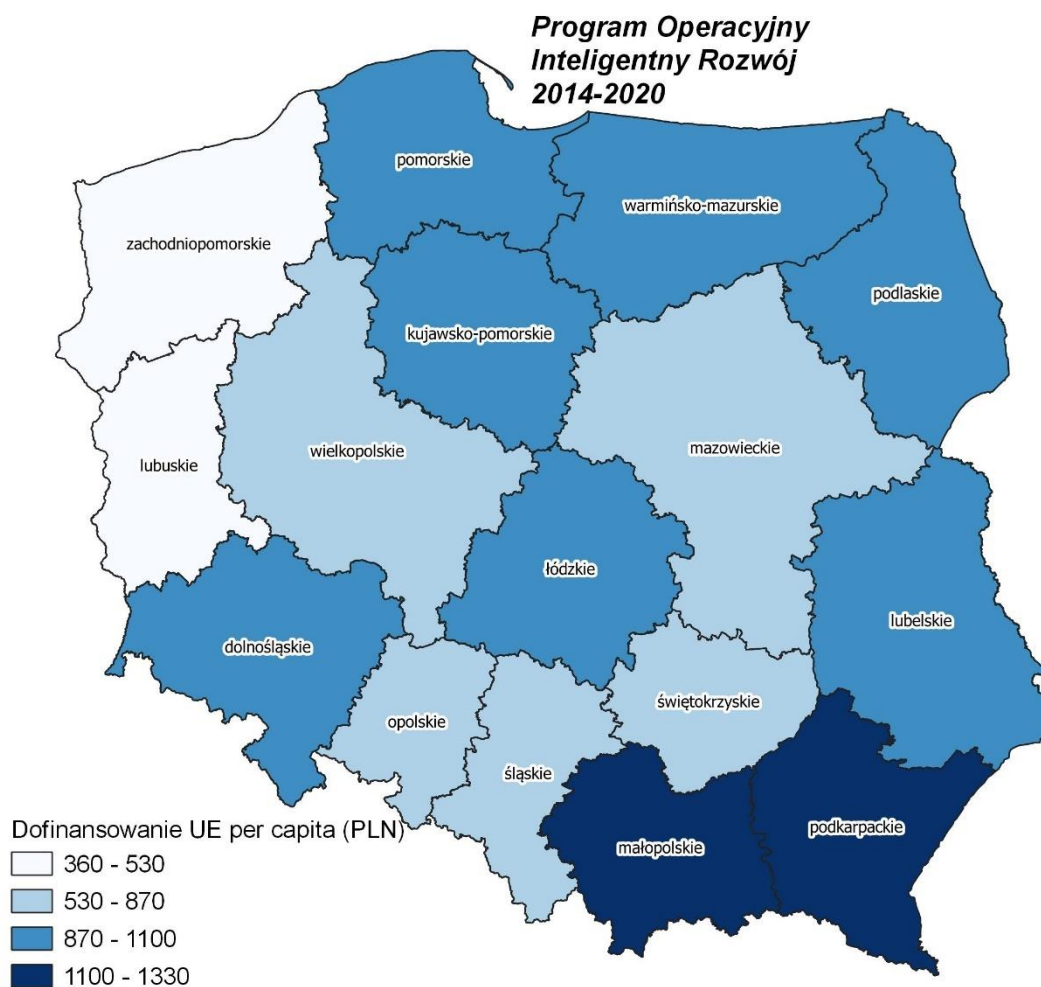 Program Operacyjny
Inteligentny Rozwój
2014-2020
pomorskie
warmińsko-mazurskie
zachodniopomorskie
podlaskie
kujawsko-pomorskie
wielkopolskie
mazowieckie
lubuskie
łódzkie
lubelskie
dolnośląskie
świętokrzyskie
opolskie
śląskie
podkarpackie
małopolskie
Dofinansowanie UE per capita (PLN)
360 - 530
530 - 870
870 - 1100
1100 - 1330